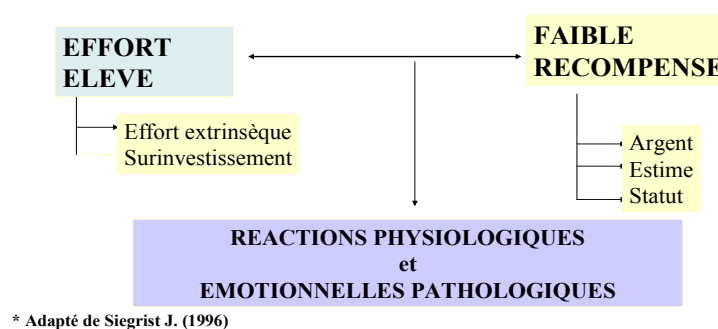 EFFORT
ELEVE
FAIBLE
RECOMPENSE
Effort extrinsèque
Surinvestissement
Argent
Estime
Statut
REACTIONS PHYSIOLOGIQUES
et
EMOTIONNELLES PATHOLOGIQUES
* Adapté de Siegrist J. (1996)